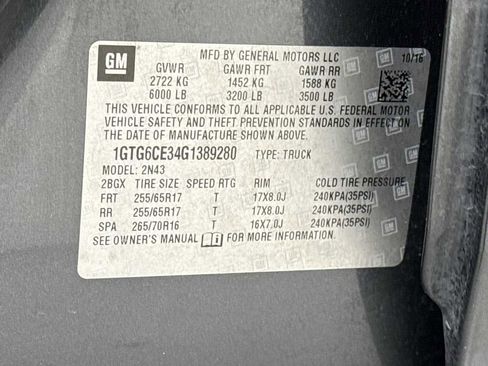 GM
MFD BY GENERAL MOTORS LLC
10/16
GVWR GAWR FRT GAWR RR
2722 KG 1452 KG 1588 KG
6000 LB 3200 LB 3500 LB
THIS VEHICLE CONFORMS TO ALL APPLICABLE U.S. FEDERAL MOTOR
VEHICLE SAFETY AND THEFT PREVENTION STANDARDS IN EFFECT ON THE
DATE OF MANUFACTURE SHOWN ABOVE.
1GTG6CE34G1389280 TYPE: TRUCK
MODEL: 2N43
2BGX TIRE SIZE SPEED RTG RIM COLD TIRE PRESSURE
FRT 255/65R17 T 17X8.0J 240KPA(35PSI)
RR 255/65R17 T 17X8.0J 240KPA(35PSI)
SPA 265/70R16 T 16X7.0J 240KPA(35PSI)
SEE OWNER'S MANUAL FOR MORE INFORMATION.